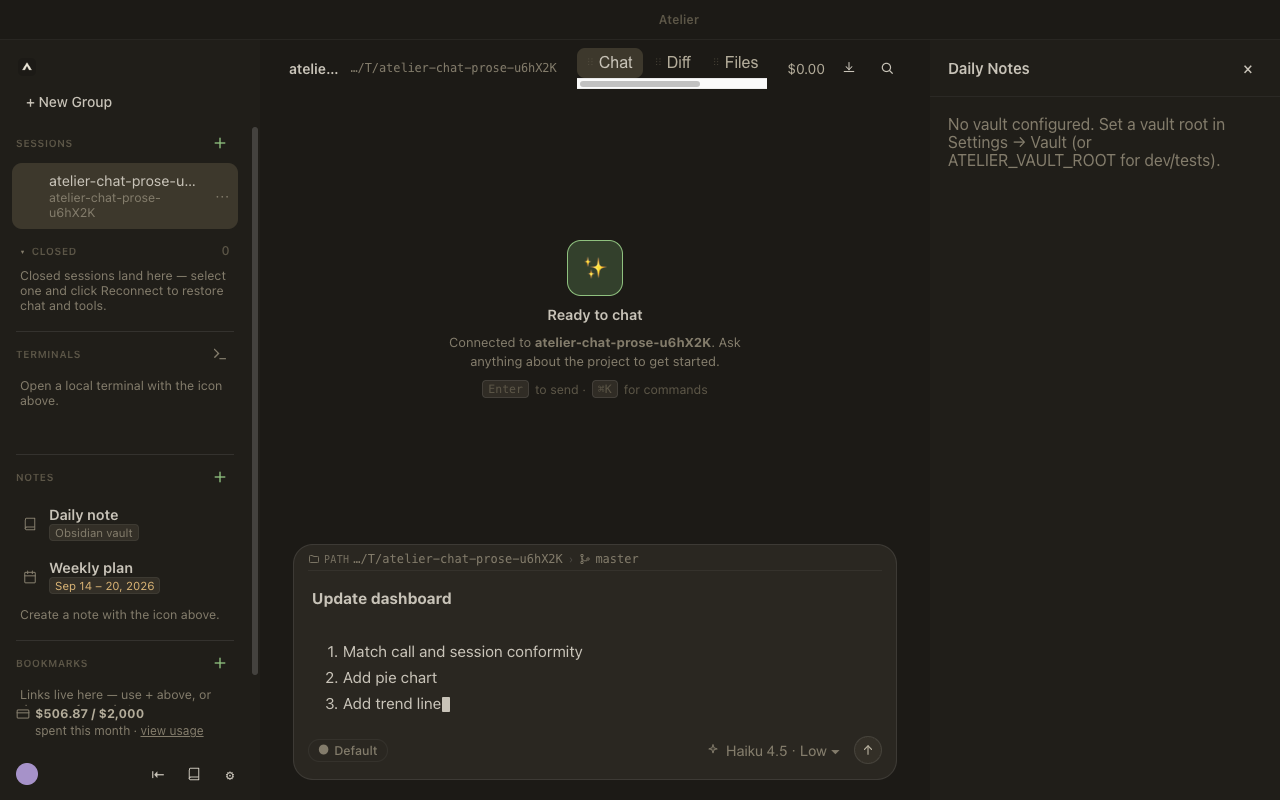 Atelier
+ New Group
SESSIONS
atelier-chat-prose-u...
atelier-chat-prose-
u6hX2K
CLOSED 0
Closed sessions land here — select
one and click Reconnect to restore
chat and tools.
TERMINALS
Open a local terminal with the icon
above.
NOTES
Daily note
Obsidian vault
Weekly plan
Sep 14 – 20, 2026
Create a note with the icon above.
BOOKMARKS
Links live here — use + above, or
$506.87 / $2,000
spent this month · view usage
atelie... …/T/atelier-chat-prose-u6hX2K
Chat Diff Files
$0.00
Ready to chat
Connected to atelier-chat-prose-u6hX2K. Ask
anything about the project to get started.
Enter to send · ⌘K for commands
PATH …/T/atelier-chat-prose-u6hX2K › master
Update dashboard
1. Match call and session conformity
2. Add pie chart
3. Add trend line
Default
Haiku 4.5 · Low
Daily Notes
No vault configured. Set a vault root in
Settings → Vault (or
ATELIER_VAULT_ROOT for dev/tests).